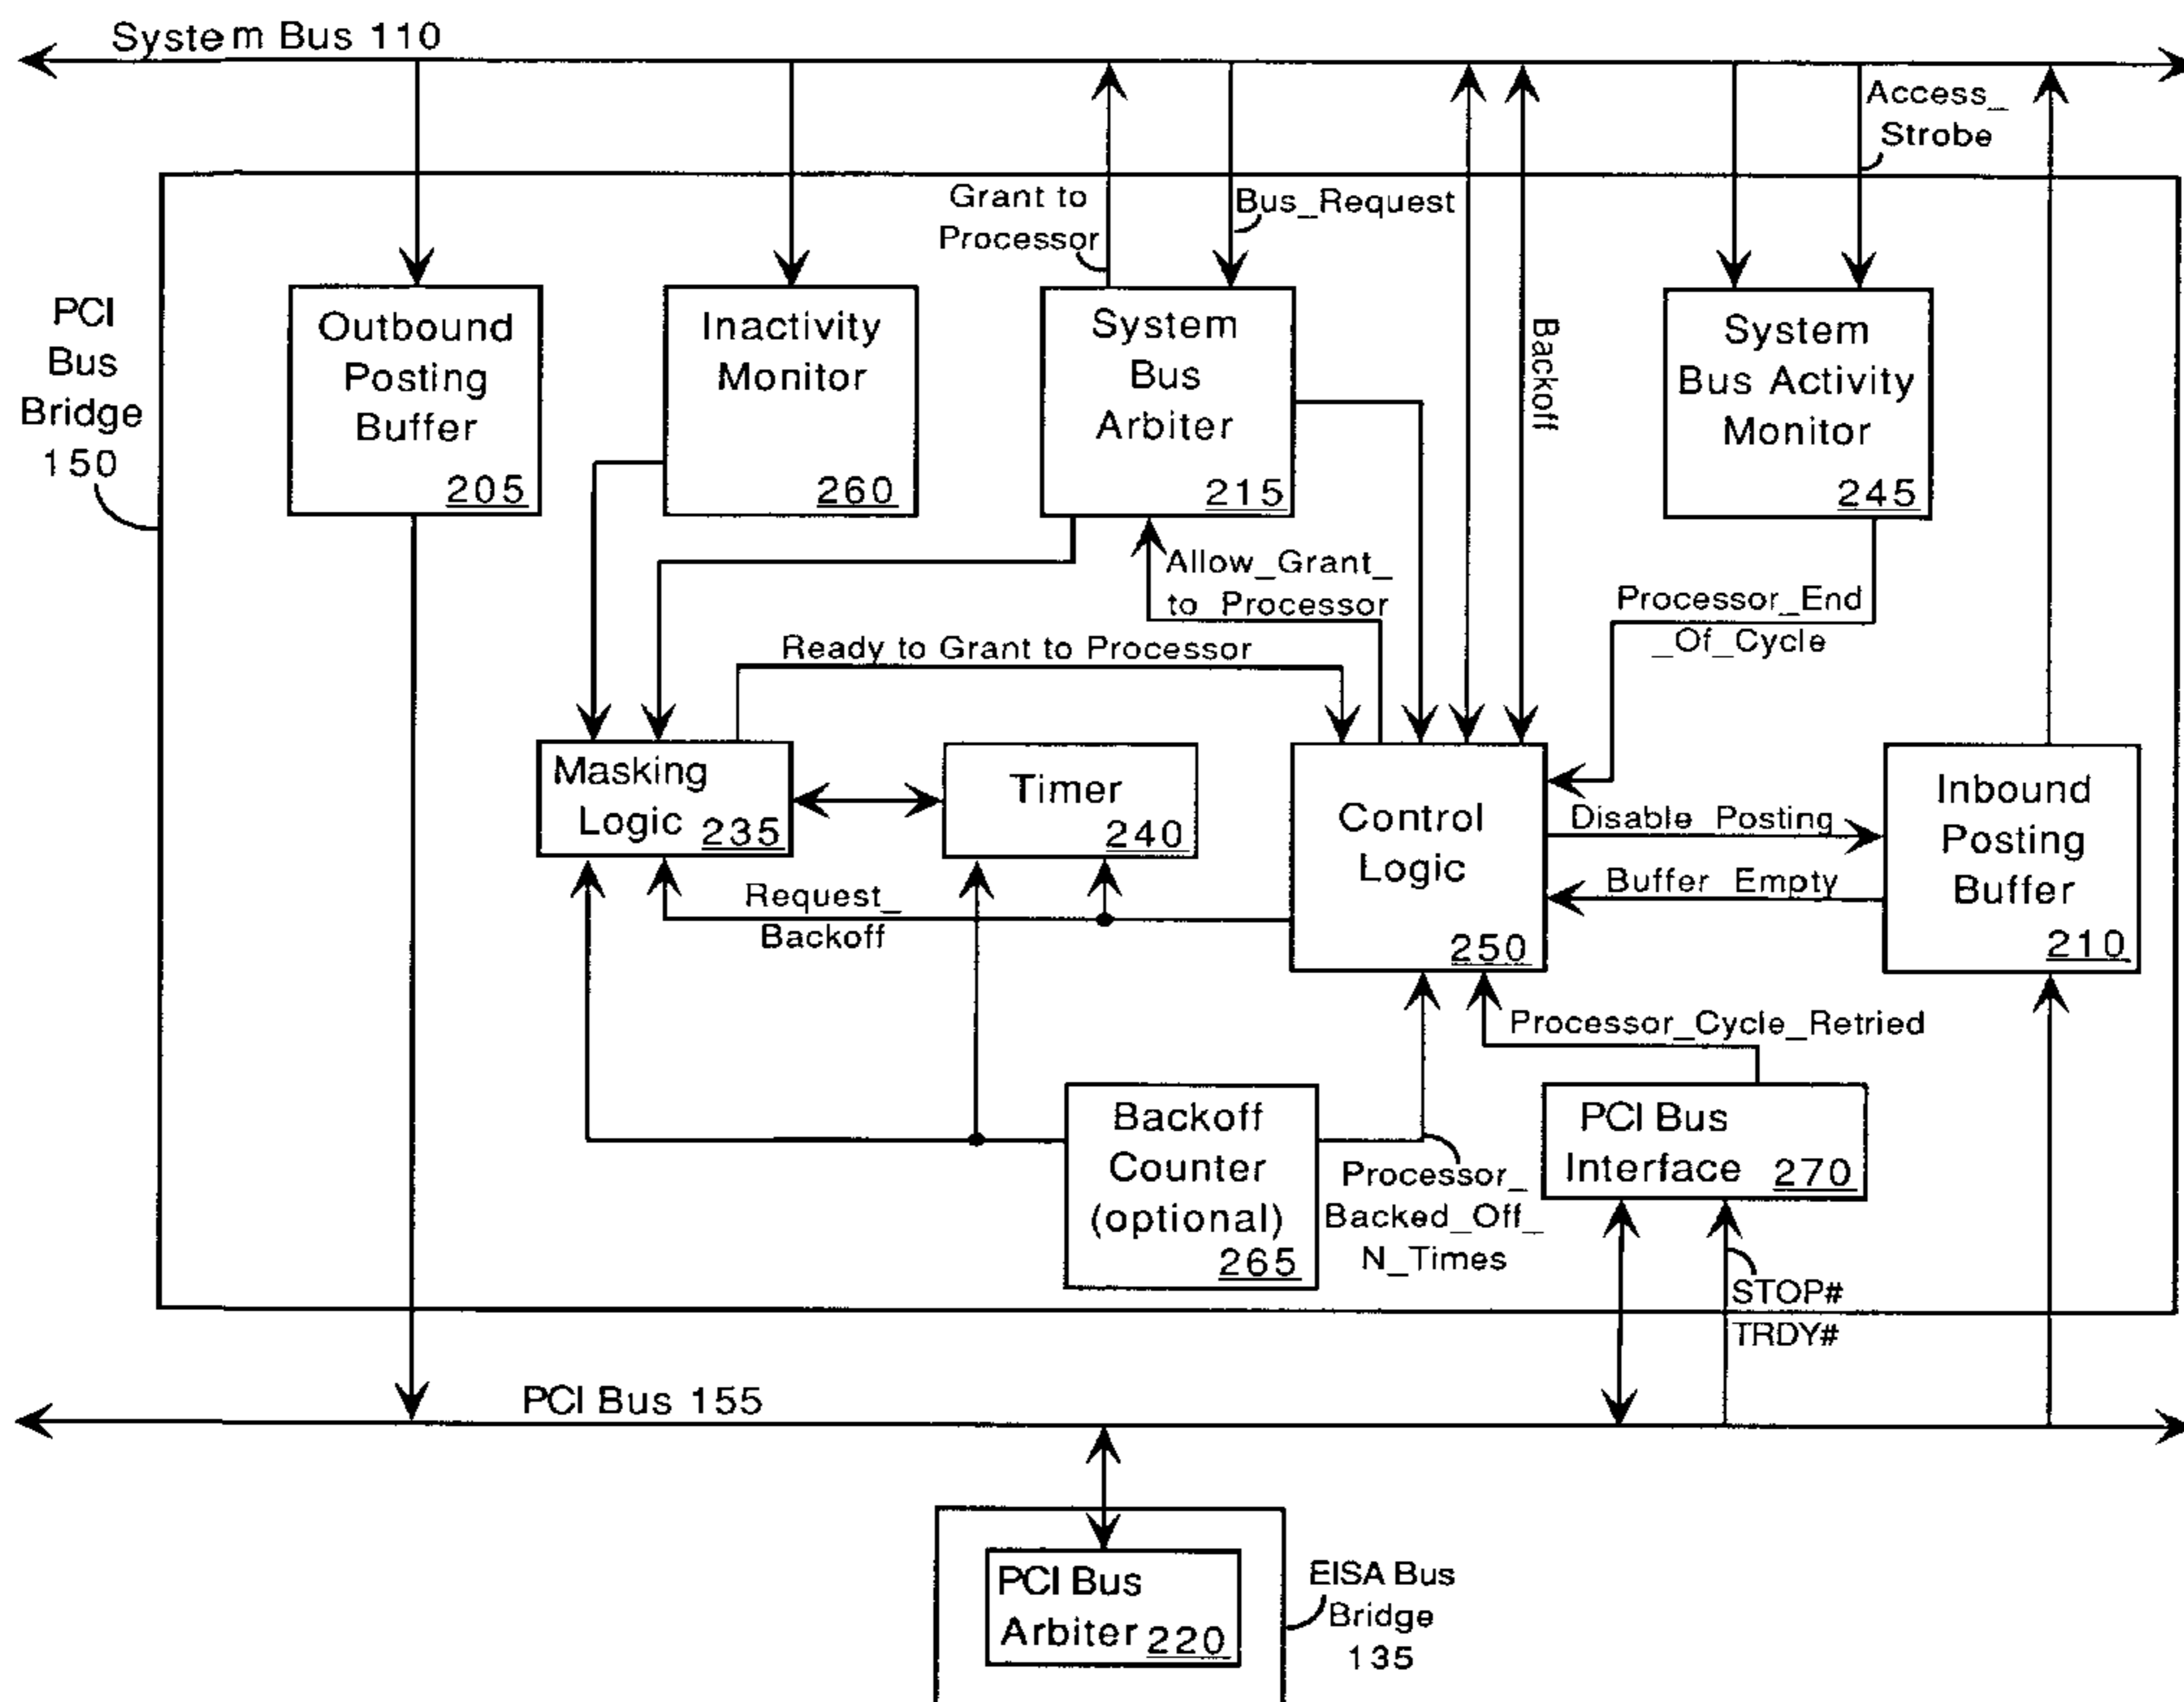 System Bus 110
Access_
Strobe
Grant to
Processor
Bus_Request
PCI
Bus
Bridge
150
Outbound
Posting
Buffer
205
Inactivity
Monitor
260
System
Bus
Arbiter
215
Backoff
System
Bus Activity
Monitor
245
Allow_Grant_
to_Processor
Processor_End
_Of_Cycle
Ready to Grant to Processor
Masking
Logic 235
Timer
240
Control
Logic
250
Disable_Posting
Buffer_Empty
Inbound
Posting
Buffer
210
Request_
Backoff
Processor_Cycle_Retried
Backoff
Counter
(optional)
265
Processor_
Backed_Off_
N_Times
PCI Bus
Interface 270
STOP#
TRDY#
PCI Bus 155
PCI Bus
Arbiter 220
EISA Bus
Bridge
135